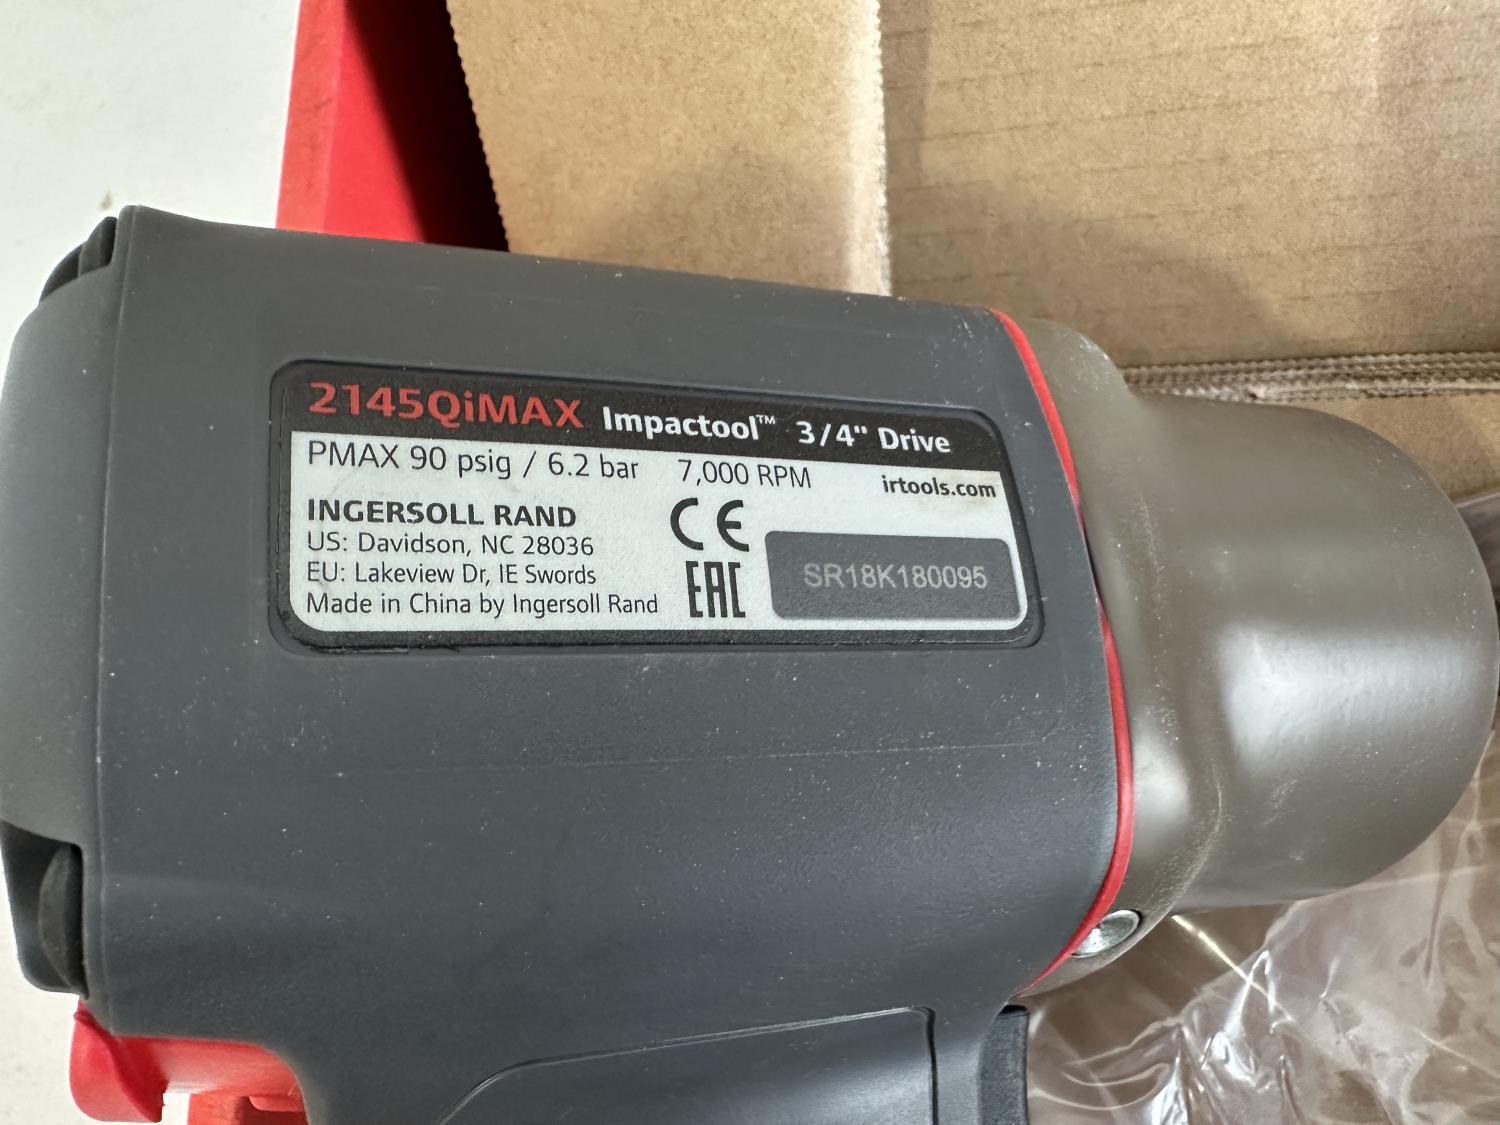 2145QiMAX Impactool™ 3/4" Drive
PMAX 90 psig / 6.2 bar 7,000 RPM irtools.com
INGERSOLL RAND
US: Davidson, NC 28036
EU: Lakeview Dr, IE Swords
Made in China by Ingersoll Rand
CE
EAC
SR18K180095